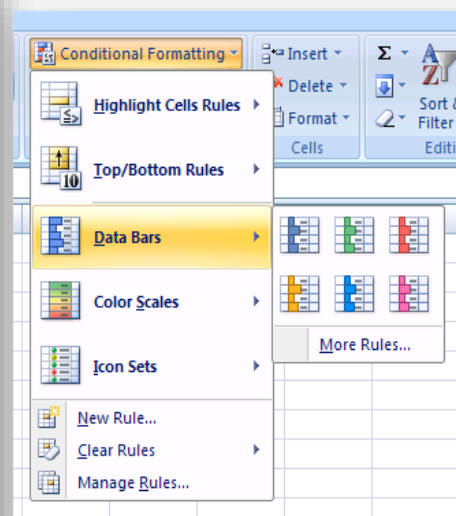 Conditional Formatting
Insert
Σ
A
Z
Delete
Format
Sort &
Filter
Cells
Editi
Highlight Cells Rules
10
Top/Bottom Rules
Data Bars
Color Scales
Icon Sets
More Rules...
New Rule...
Clear Rules
Manage Rules...